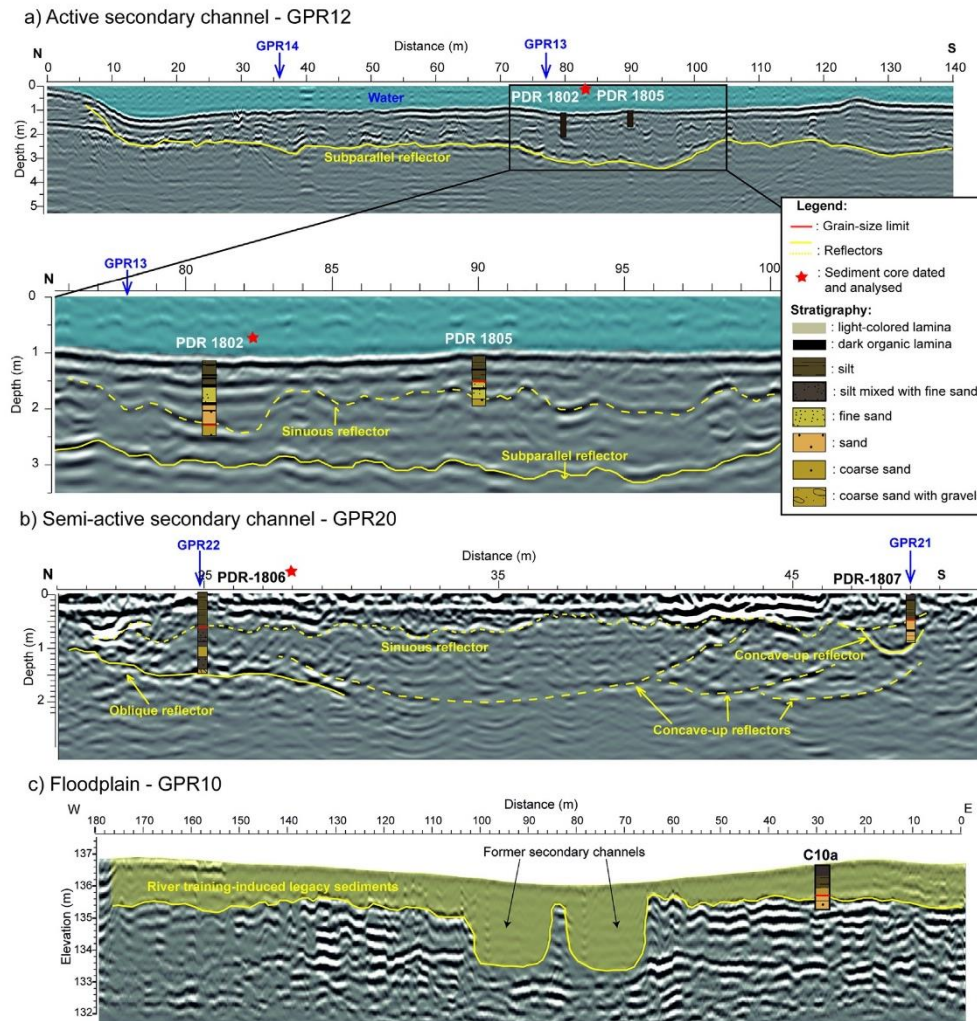 a) Active secondary channel - GPR12
N GPR14 Distance (m) GPR13 S
0 10 20 30 40 50 60 70 80 90 100 110 120 130 140
Depth (m)
0
1
2
3
4
5
Water
PDR 1802 PDR 1805
Subparallel reflector
Legend:
: Grain-size limit
: Reflectors
: Sediment core dated
and analysed
Stratigraphy:
: light-colored lamina
: dark organic lamina
: silt
: silt mixed with fine sand
: fine sand
: sand
: coarse sand
: coarse sand with gravel
N GPR13
80 85 90 95 100
Depth (m)
0
1
2
3
PDR 1802
PDR 1805
Sinuous reflector
Subparallel reflector
b) Semi-active secondary channel - GPR20
GPR22 GPR21
N Distance (m) S
PDR-1806 PDR-1807
25 35 45
Depth (m)
0
1
2
Sinuous reflector
Concave-up reflector
Oblique reflector
Concave-up reflectors
c) Floodplain - GPR10
W Distance (m) E
180 170 160 150 140 130 120 110 100 90 80 70 60 50 40 30 20 10 0
Elevation (m)
137
136
135
134
133
132
Former secondary channels
C10a
River training-induced legacy sediments